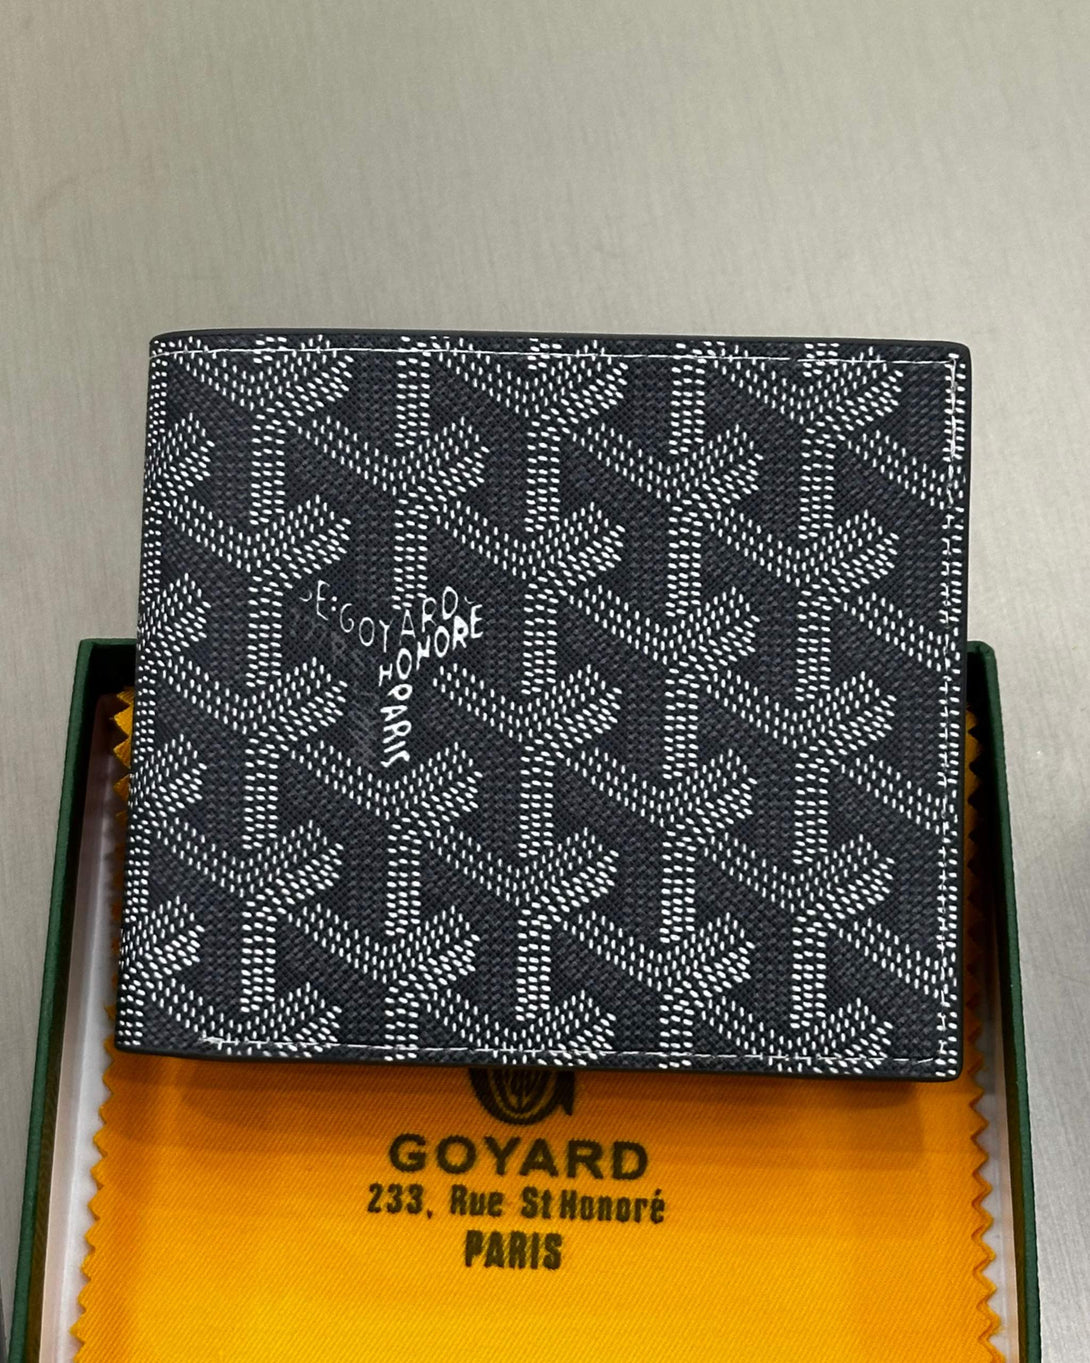 E.GOYARD
HONORE
PARIS
GOYARD
233, Rue St Honoré
PARIS